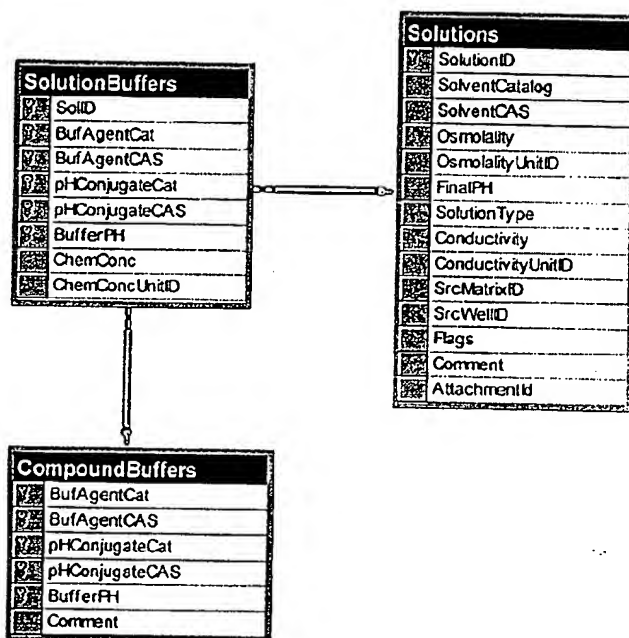 SolutionBuffers
SolID
BufAgentCat
BufAgentCAS
pHConjugateCat
pHConjugateCAS
BufferPH
ChemConc
ChemConcUnitID
Solutions
SolutionID
SolventCatalog
SolventCAS
Osmolality
OsmolalityUnitID
FinalPH
SolutionType
Conductivity
ConductivityUnitID
SrcMatrixID
SrcWellID
Flags
Comment
AttachmentId
CompoundBuffers
BufAgentCat
BufAgentCAS
pHConjugateCat
pHConjugateCAS
BufferPH
Comment